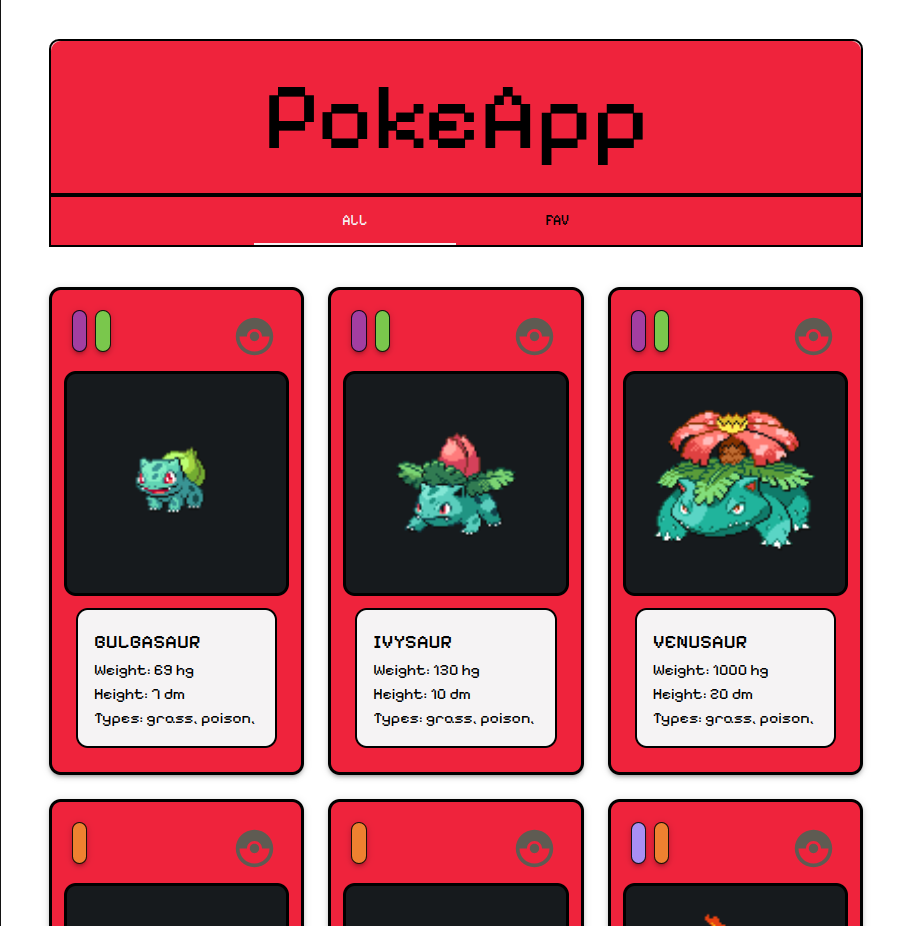 PokeApp
ALL
FAV
BULBASAUR
Weight: 69 hg
Height: 7 dm
Types: grass, poison,
IVYSAUR
Weight: 130 hg
Height: 10 dm
Types: grass, poison,
VENUSAUR
Weight: 1000 hg
Height: 20 dm
Types: grass, poison,